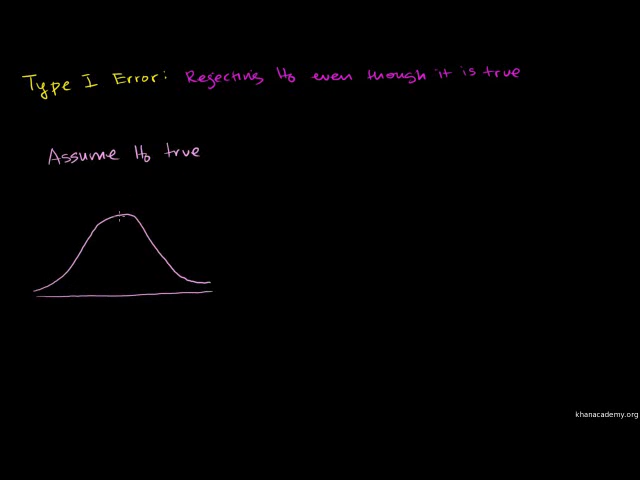 Type I Error: Rejecting H₀ even though it is true
Assume H₀ true
khanacademy.org